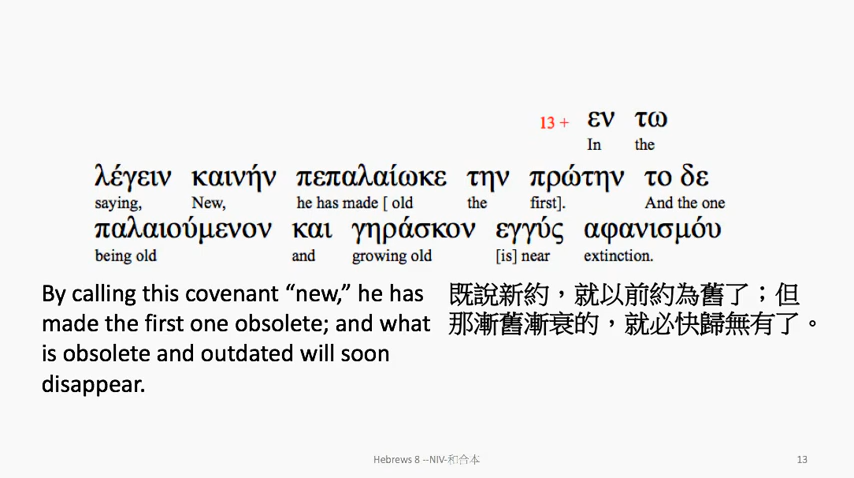 13 + εν τω
In the
λέγειν καινήν πεπαλαίωκε την πρώτην το δε
saying, New, he has made [ old the first]. And the one
παλαιούμενον και γηράσκον εγγύς αφανισμόυ
being old and growing old [is] near extinction.
By calling this covenant “new,” he has
made the first one obsolete; and what
is obsolete and outdated will soon
disappear.
既說新約，就以前約為舊了；但
那漸舊漸衰的，就必快歸無有了。
Hebrews 8 --NIV-和合本
13